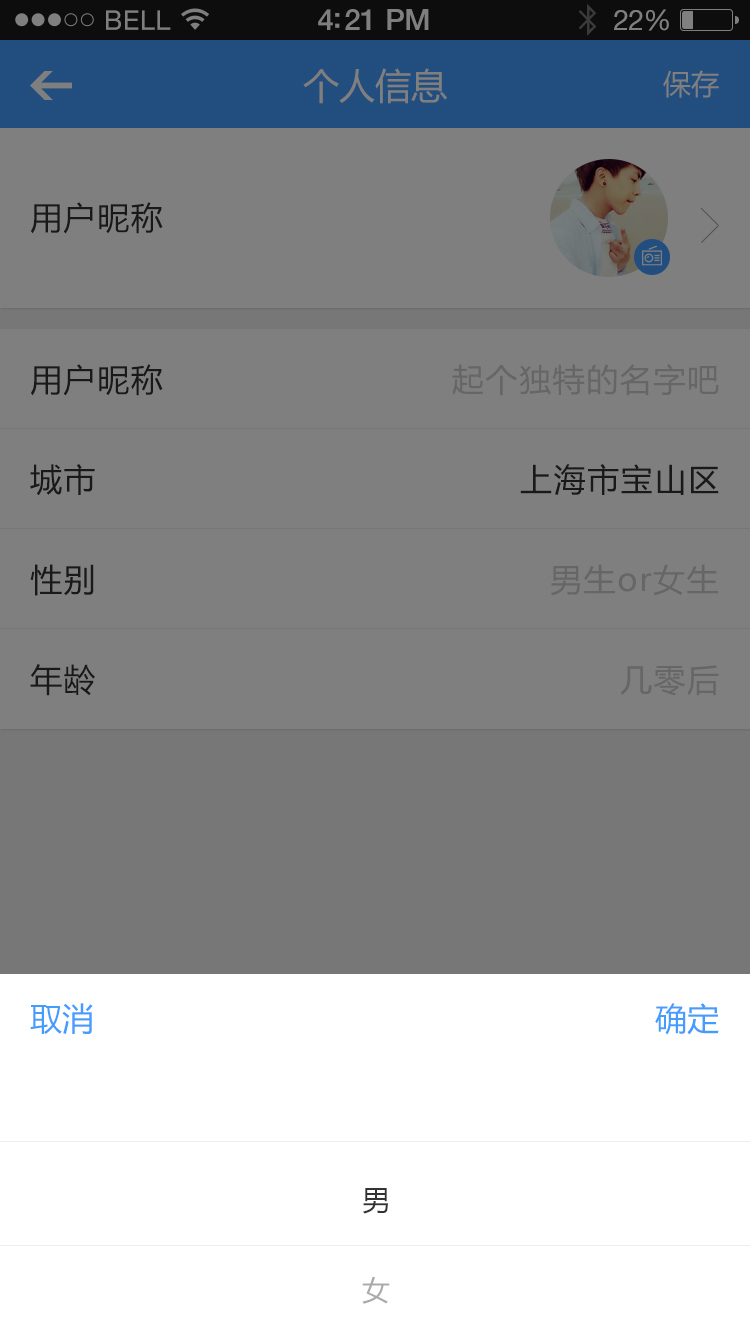 BELL 4:21 PM 22%
个人信息 保存
用户昵称
用户昵称 起个独特的名字吧
城市 上海市宝山区
性别 男生or女生
年龄 几零后
取消 确定
男
女